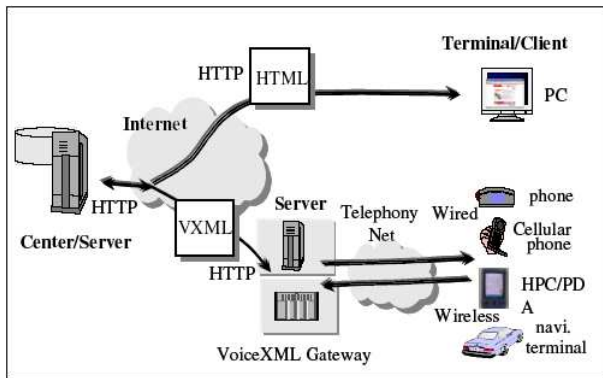 Terminal/Client
HTTP
HTML
PC
Internet
HTTP
Center/Server
VXML
HTTP
Server
Telephony
Net
Wired
phone
Cellular
phone
HPC/PD
A
Wireless
navi.
terminal
VoiceXML Gateway